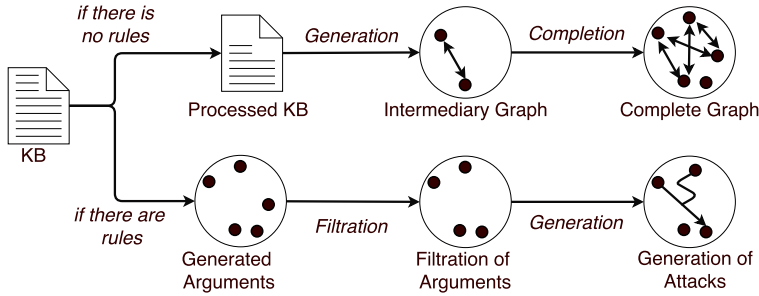 if there is
no rules
Generation
Completion
Processed KB
Intermediary Graph
Complete Graph
KB
if there are
rules
Filtration
Generation
Generated
Arguments
Filtration of
Arguments
Generation of
Attacks